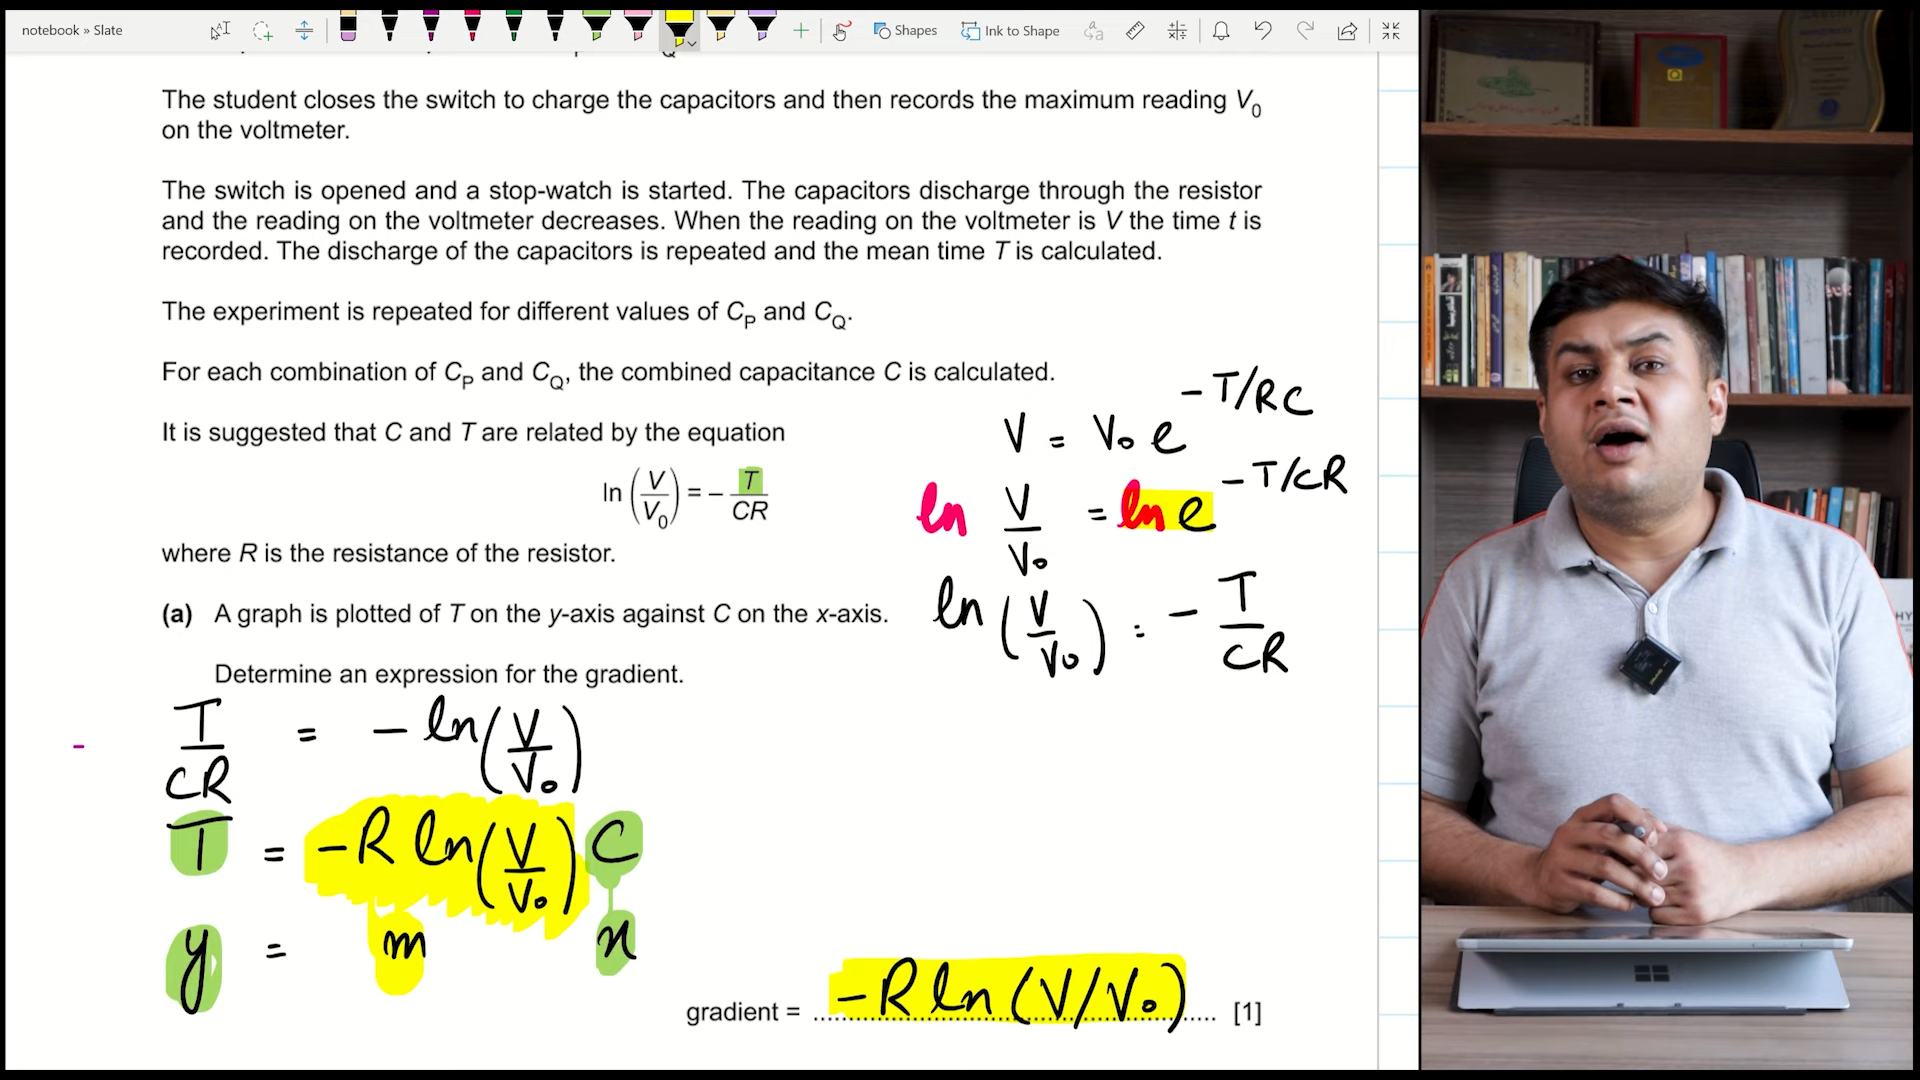 notebook » Slate
Shapes
Ink to Shape
The student closes the switch to charge the capacitors and then records the maximum reading V₀
on the voltmeter.
The switch is opened and a stop-watch is started. The capacitors discharge through the resistor
and the reading on the voltmeter decreases. When the reading on the voltmeter is V the time t is
recorded. The discharge of the capacitors is repeated and the mean time T is calculated.
The experiment is repeated for different values of C_P and C_Q.
For each combination of C_P and C_Q, the combined capacitance C is calculated.
It is suggested that C and T are related by the equation
ln (V/V₀) = − T/CR
where R is the resistance of the resistor.
(a) A graph is plotted of T on the y-axis against C on the x-axis.
Determine an expression for the gradient.
V = V₀ e^(−T/RC)
ln V/V₀ = ln e^(−T/CR)
ln (V/V₀) = − T/CR
T/CR = − ln (V/V₀)
T = −R ln (V/V₀) C
y = m x
gradient = −R ln (V/V₀) [1]